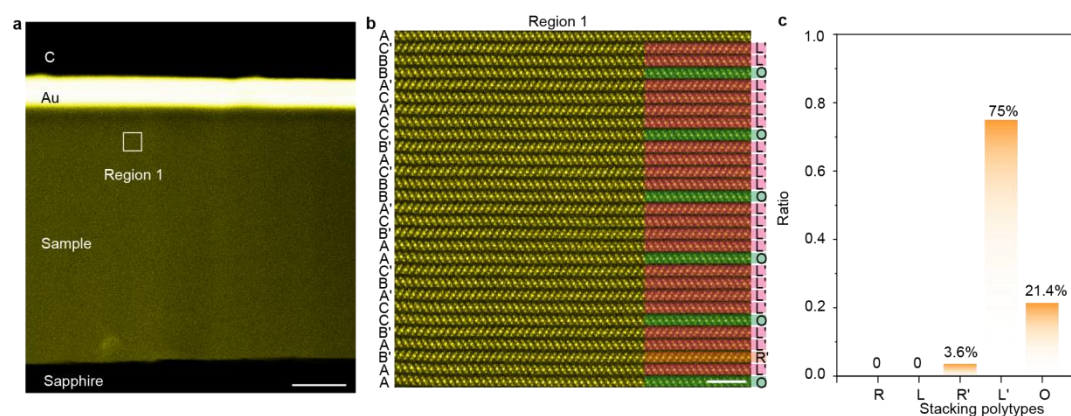 a
C
Au
Region 1
Sample
Sapphire
b
Region 1
A
C' L'
B L'
B O
A' L'
C L'
A' L'
C L'
C O
B' L'
A L'
C' L'
B L'
B O
A' L'
C L'
B' L'
A L'
A O
C' L'
B L'
A' L'
C L'
C O
B' L'
A L'
B' R'
A L'
A O
c
Ratio
1.0
0.8
0.6
0.4
0.2
0.0
0
0
3.6%
75%
21.4%
R L R' L' O
Stacking polytypes